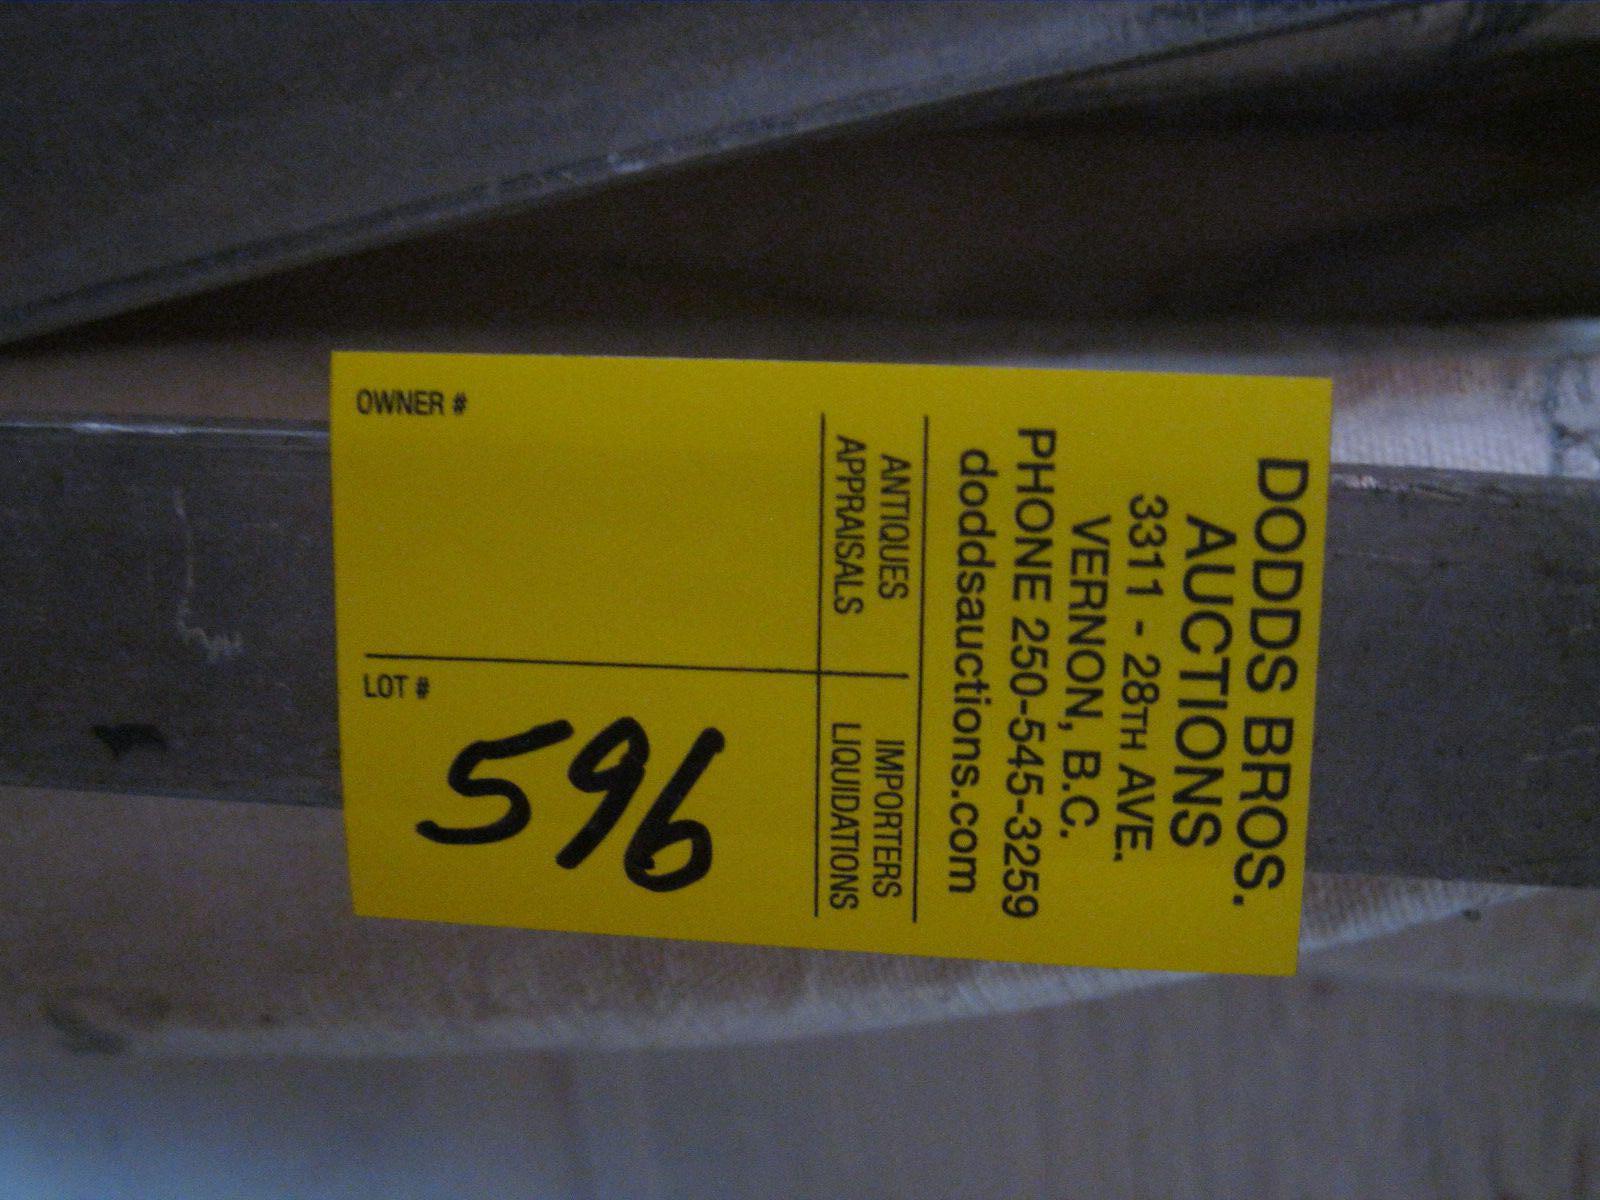 DODDS BROS.
AUCTIONS
3311 - 28TH AVE.
VERNON, B.C.
PHONE 250-545-3259
doddsauctions.com
ANTIQUES IMPORTERS
APPRAISALS LIQUIDATIONS
OWNER #
LOT #
596